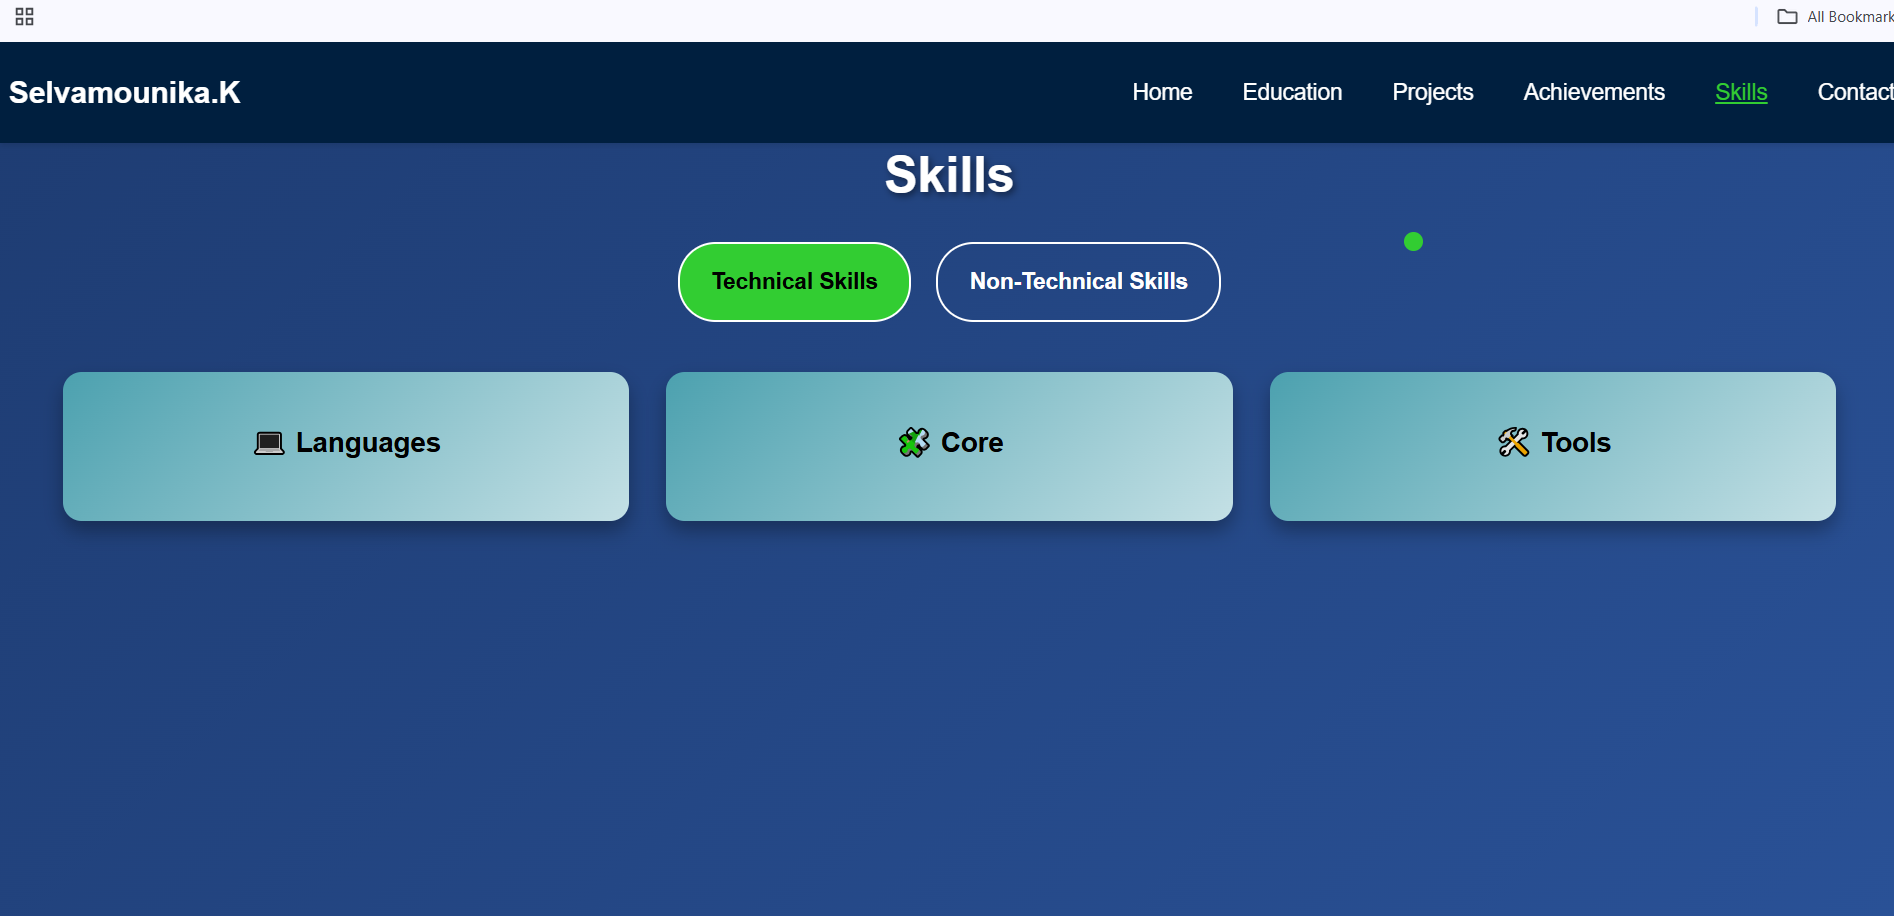 All Bookmark
Selvamounika.K
Home Education Projects Achievements Skills Contact
Skills
Technical Skills Non-Technical Skills
Languages Core Tools